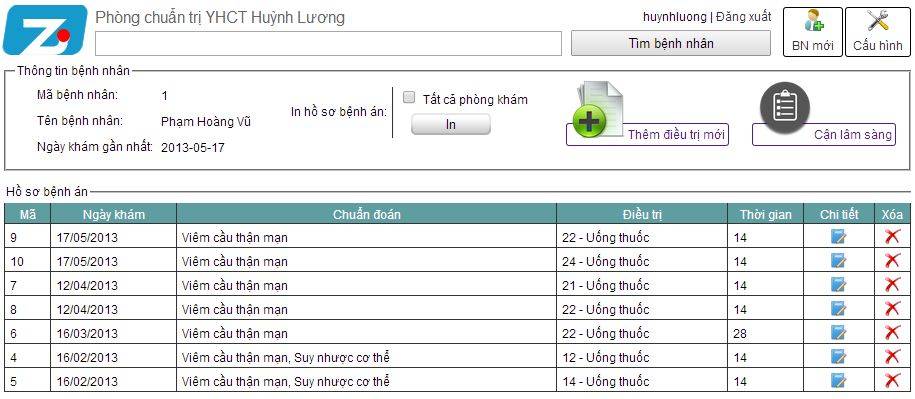 Phòng chuẩn trị YHCT Huỳnh Lương
huynhluong | Đăng xuất
Tìm bệnh nhân
BN mới
Cấu hình
Thông tin bệnh nhân
Mã bệnh nhân: 1
Tên bệnh nhân: Phạm Hoàng Vũ
Ngày khám gần nhất: 2013-05-17
In hồ sơ bệnh án:
Tất cả phòng khám
In
Thêm điều trị mới
Cận lâm sàng
Hồ sơ bệnh án
Mã Ngày khám Chuẩn đoán Điều trị Thời gian Chi tiết Xóa
9 17/05/2013 Viêm cầu thận mạn 22 - Uống thuốc 14
10 17/05/2013 Viêm cầu thận mạn 24 - Uống thuốc 14
7 12/04/2013 Viêm cầu thận mạn 21 - Uống thuốc 14
8 12/04/2013 Viêm cầu thận mạn 22 - Uống thuốc 14
6 16/03/2013 Viêm cầu thận mạn 22 - Uống thuốc 28
4 16/02/2013 Viêm cầu thận mạn, Suy nhược cơ thể 12 - Uống thuốc 14
5 16/02/2013 Viêm cầu thận mạn, Suy nhược cơ thể 14 - Uống thuốc 14